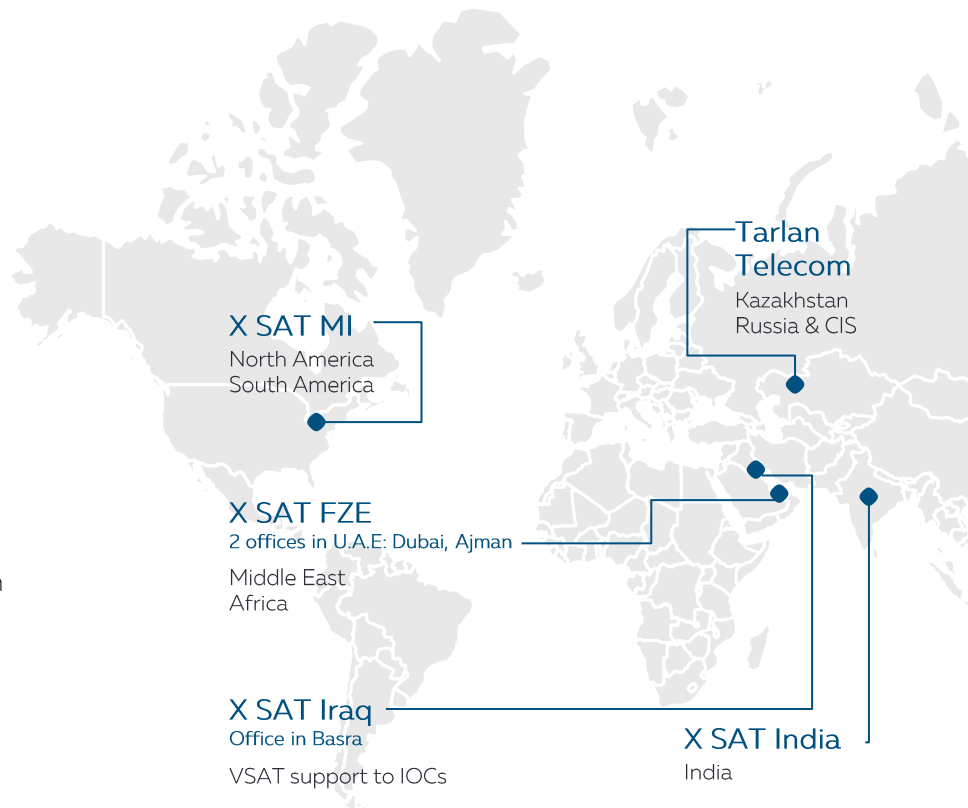 Tarlan
Telecom
Kazakhstan
Russia & CIS
X SAT MI
North America
South America
X SAT FZE
2 offices in U.A.E: Dubai, Ajman
Middle East
Africa
X SAT Iraq
Office in Basra
VSAT support to IOCs
X SAT India
India